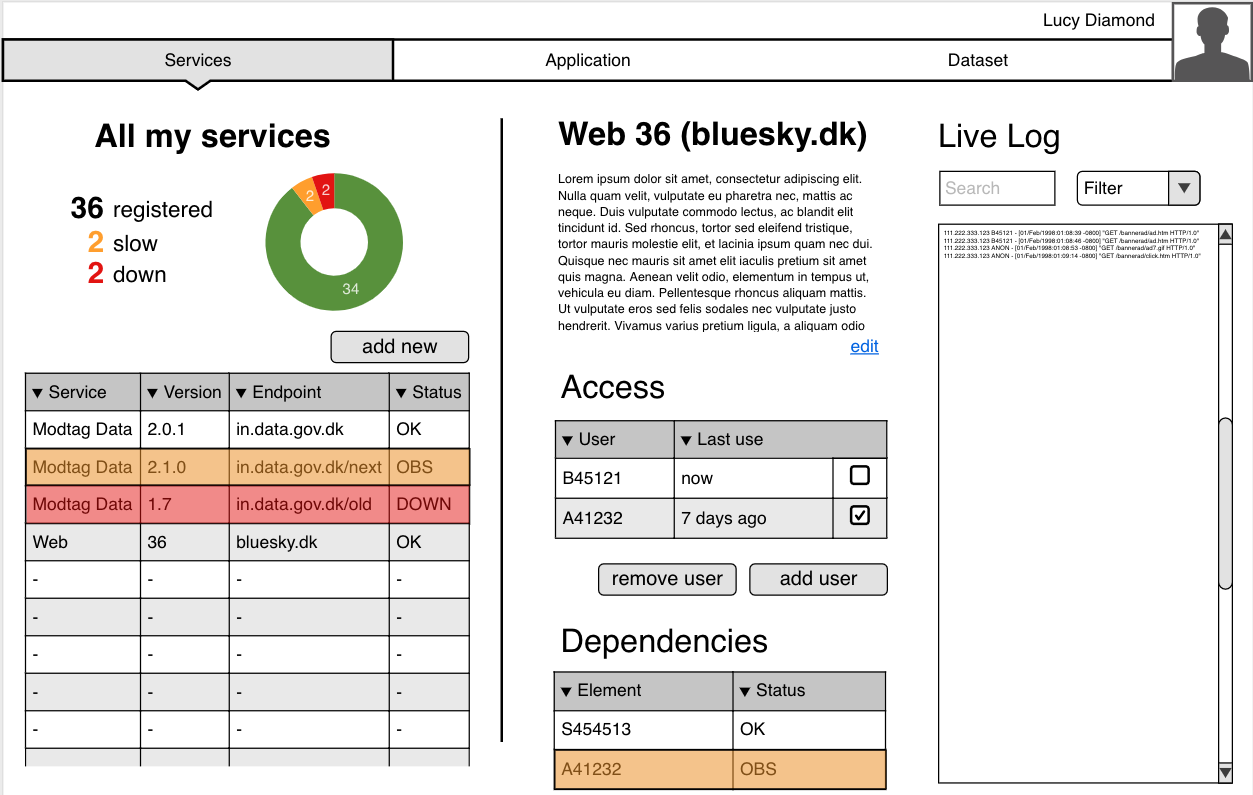 Lucy Diamond
Services
Application
Dataset
All my services
36 registered
2 slow
2 down
2
2
34
add new
▼ Service ▼ Version ▼ Endpoint ▼ Status
Modtag Data 2.0.1 in.data.gov.dk OK
Modtag Data 2.1.0 in.data.gov.dk/next OBS
Modtag Data 1.7 in.data.gov.dk/old DOWN
Web 36 bluesky.dk OK
- - - -
- - - -
- - - -
- - - -
- - - -
Web 36 (bluesky.dk)
Lorem ipsum dolor sit amet, consectetur adipiscing elit.
Nulla quam velit, vulputate eu pharetra nec, mattis ac
neque. Duis vulputate commodo lectus, ac blandit elit
tincidunt id. Sed rhoncus, tortor sed eleifend tristique,
tortor mauris molestie elit, et lacinia ipsum quam nec dui.
Quisque nec mauris sit amet elit iaculis pretium sit amet
quis magna. Aenean velit odio, elementum in tempus ut,
vehicula eu diam. Pellentesque rhoncus aliquam mattis.
Ut vulputate eros sed felis sodales nec vulputate justo
hendrerit. Vivamus varius pretium ligula, a aliquam odio
edit
Access
▼ User ▼ Last use
B45121 now
A41232 7 days ago
remove user
add user
Dependencies
▼ Element ▼ Status
S454513 OK
A41232 OBS
Live Log
Search
Filter
111.222.333.123 B45121 - [01/Feb/1998:01:08:39 -0800] "GET /bannerad/ad.htm HTTP/1.0"
111.222.333.123 B45121 - [01/Feb/1998:01:08:46 -0800] "GET /bannerad/ad.htm HTTP/1.0"
111.222.333.123 ANON - [01/Feb/1998:01:08:53 -0800] "GET /bannerad/ad7.gif HTTP/1.0"
111.222.333.123 ANON - [01/Feb/1998:01:09:14 -0800] "GET /bannerad/click.htm HTTP/1.0"